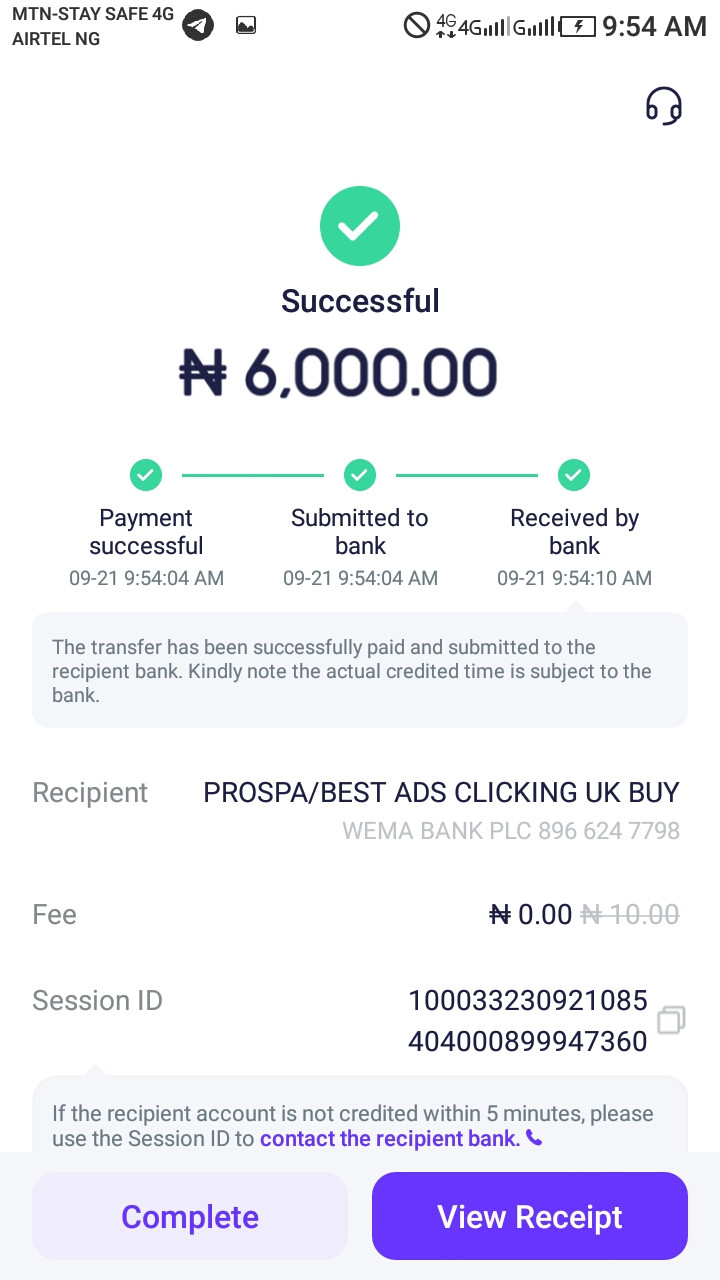 MTN-STAY SAFE 4G
AIRTEL NG
4G 4G G 9:54 AM
Successful
₦ 6,000.00
Payment successful
Submitted to bank
Received by bank
09-21 9:54:04 AM
09-21 9:54:04 AM
09-21 9:54:10 AM
The transfer has been successfully paid and submitted to the
recipient bank. Kindly note the actual credited time is subject to the
bank.
Recipient PROSPA/BEST ADS CLICKING UK BUY
WEMA BANK PLC 896 624 7798
Fee ₦ 0.00 ₦ 10.00
Session ID 100033230921085
404000899947360
If the recipient account is not credited within 5 minutes, please
use the Session ID to contact the recipient bank.
Complete
View Receipt